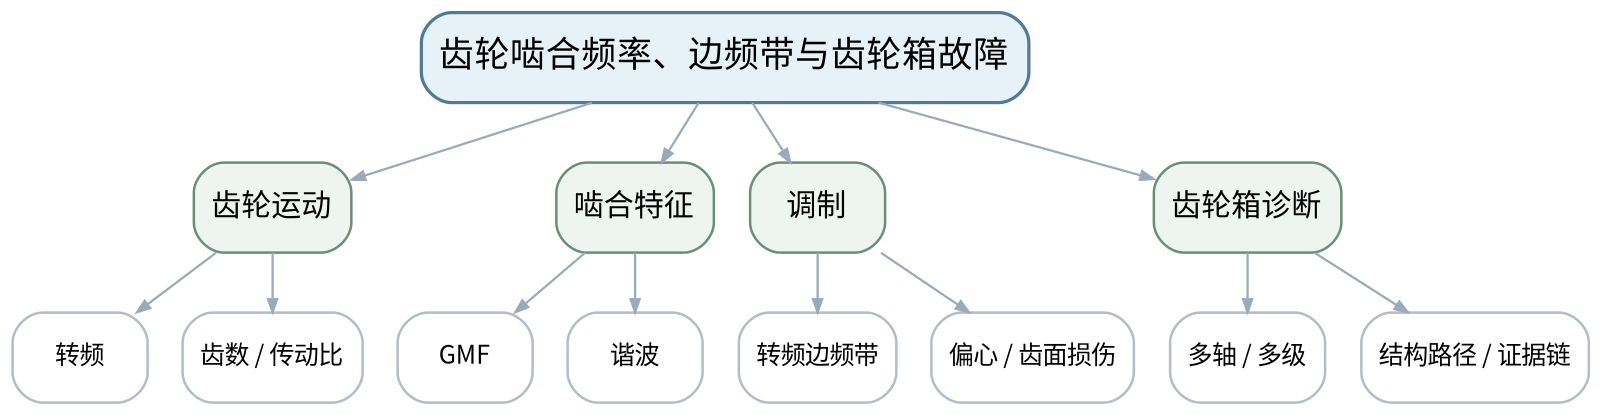 齿轮啮合频率、边频带与齿轮箱故障
齿轮运动
啮合特征
调制
齿轮箱诊断
转频
齿数 / 传动比
GMF
谐波
转频边频带
偏心 / 齿面损伤
多轴 / 多级
结构路径 / 证据链